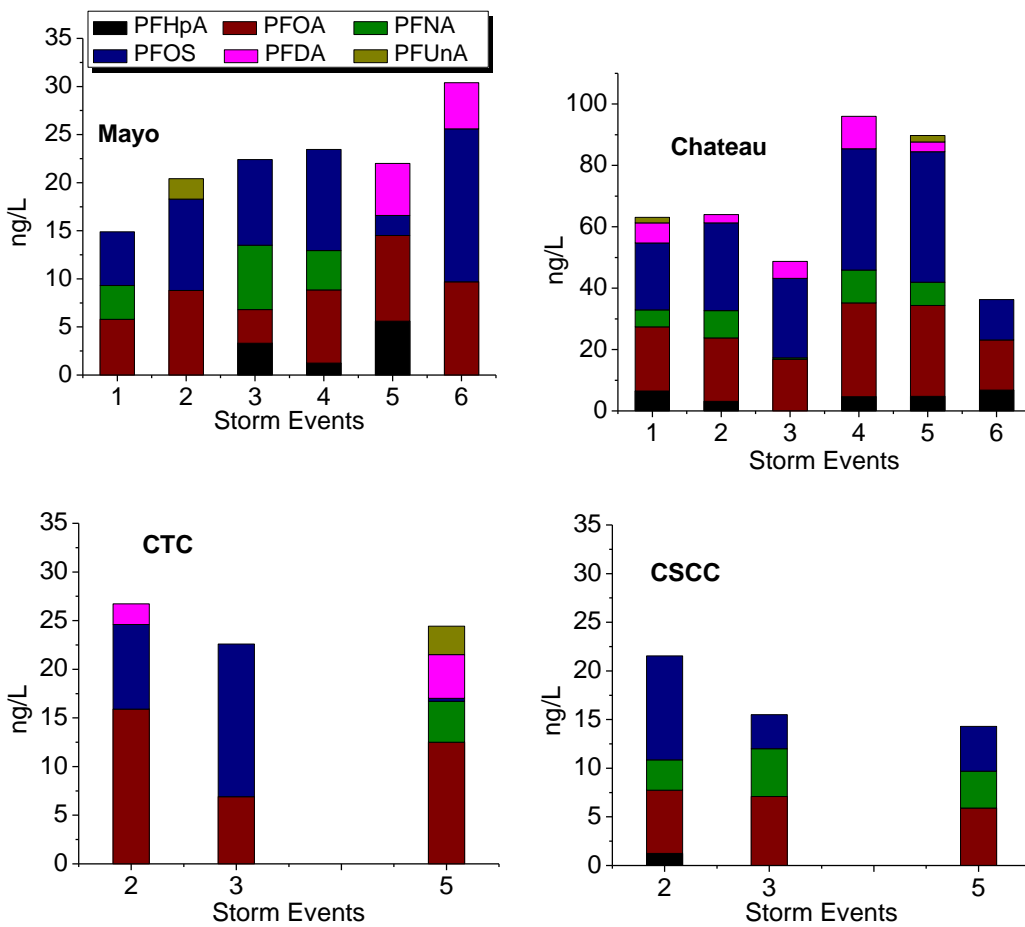 PFHpA PFOA PFNA
PFOS PFDA PFUnA
35
30
25
20
15
10
5
0
ng/L
Mayo
1 2 3 4 5 6
Storm Events
100
80
60
40
20
0
ng/L
Chateau
1 2 3 4 5 6
Storm Events
35
30
25
20
15
10
5
0
ng/L
CTC
2 3 5
Storm Events
35
30
25
20
15
10
5
0
ng/L
CSCC
2 3 5
Storm Events